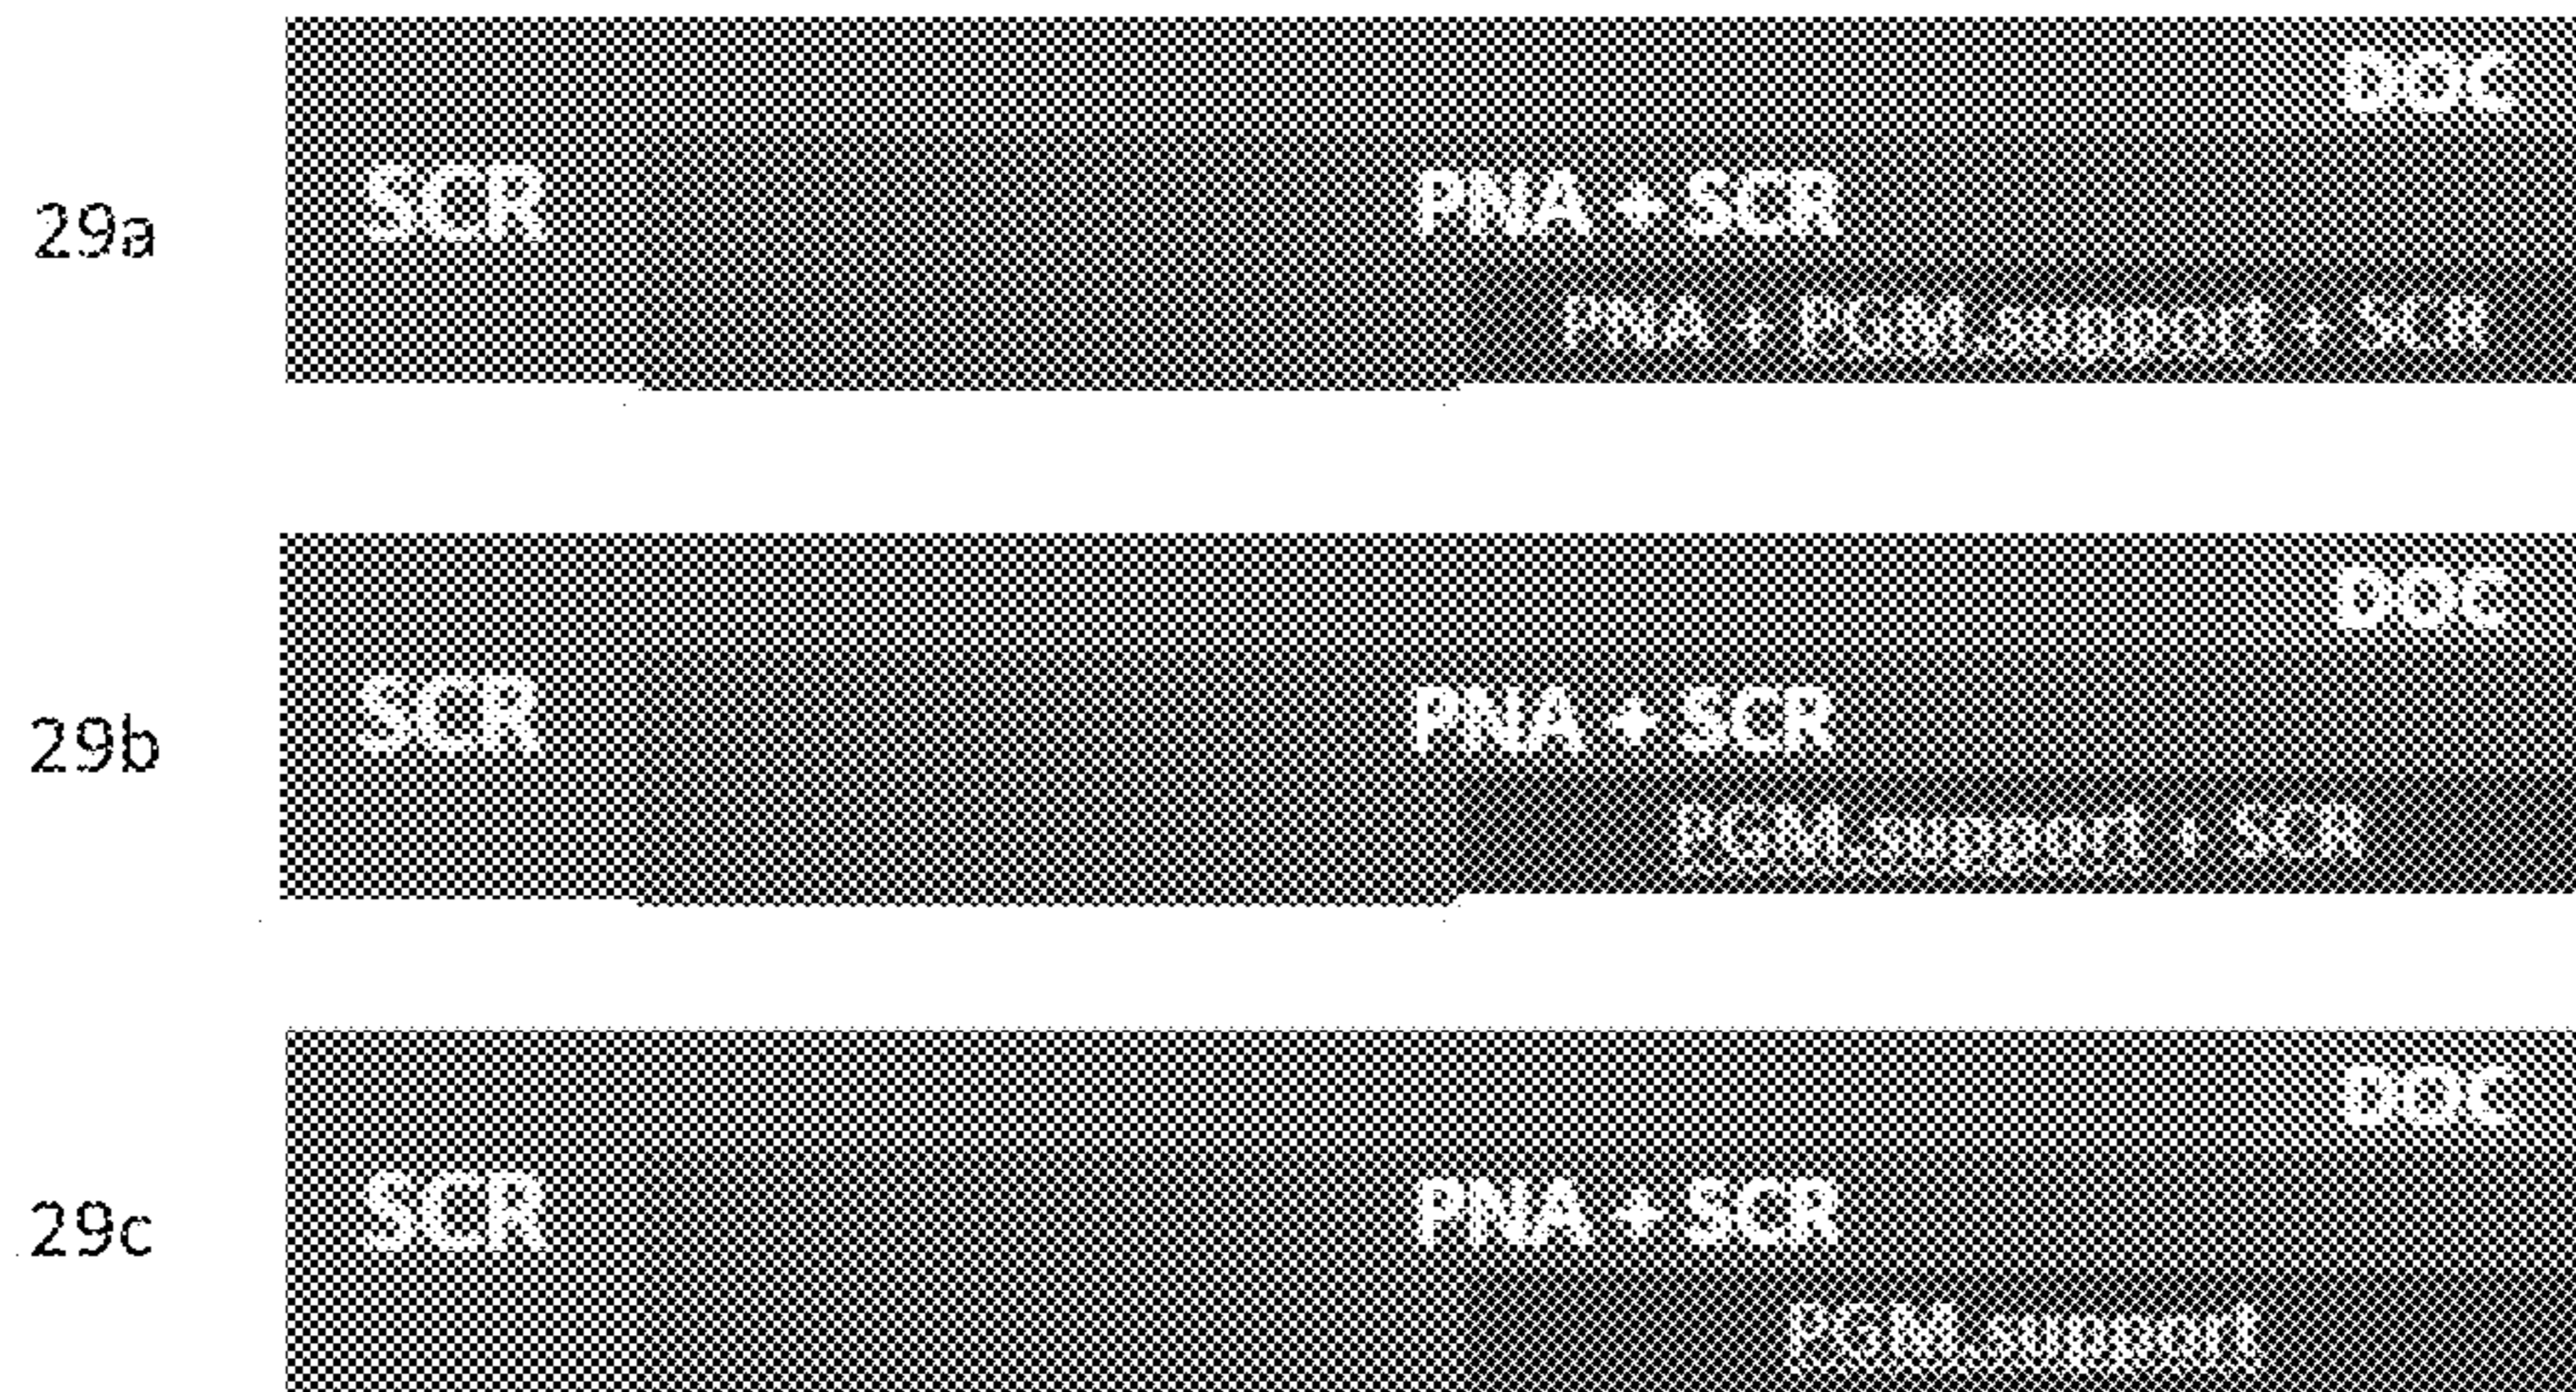 DOC
29a SCR PNA + SCR
PNA + PGM.support + SCR
DOC
29b SCR PNA + SCR
PGM.support + SCR
DOC
29c SCR PNA + SCR
PGM.support